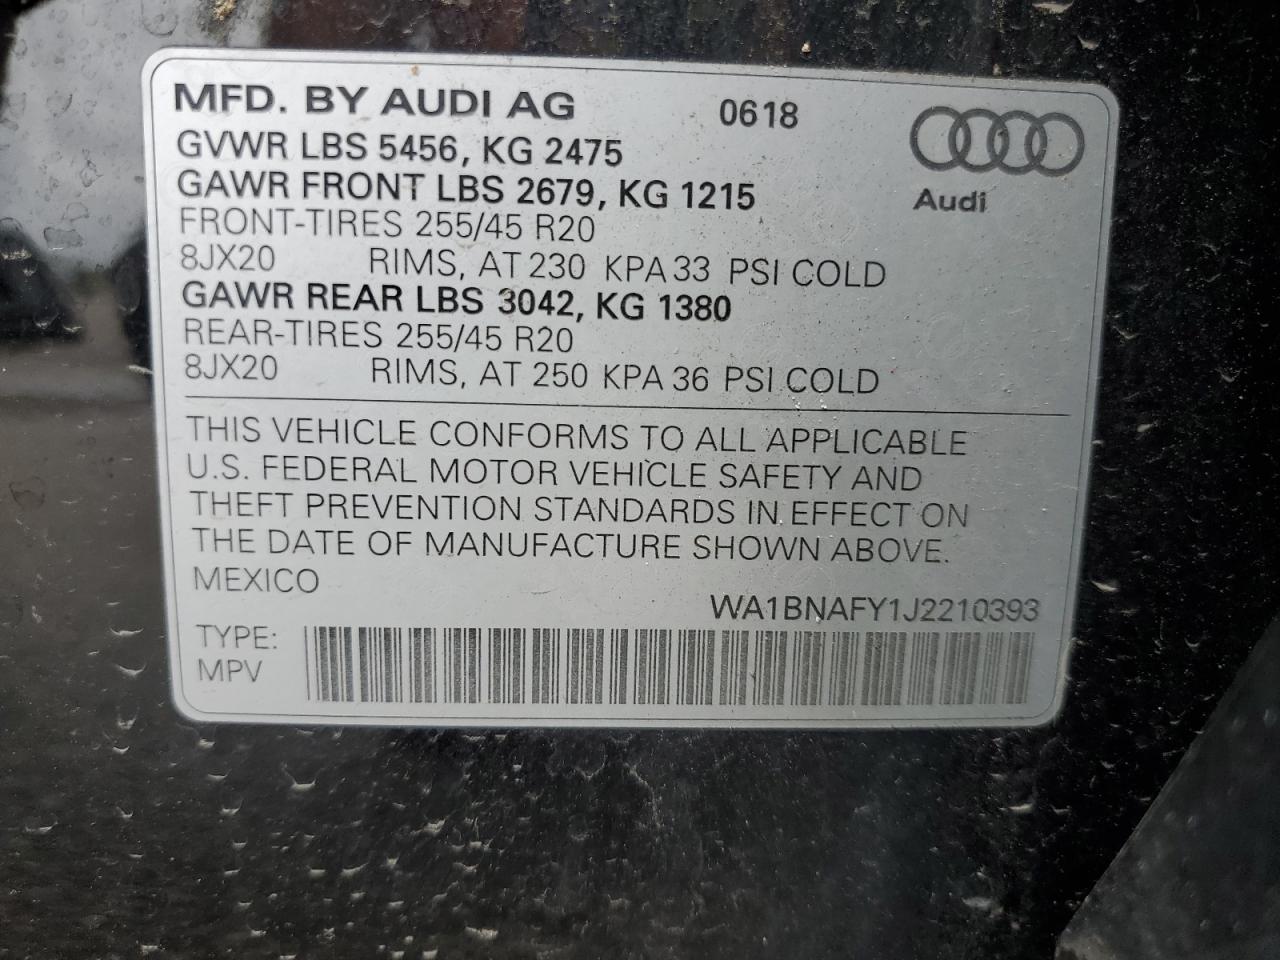 MFD. BY AUDI AG 0618
GVWR LBS 5456, KG 2475
GAWR FRONT LBS 2679, KG 1215
Audi
FRONT-TIRES 255/45 R20
8JX20 RIMS, AT 230 KPA 33 PSI COLD
GAWR REAR LBS 3042, KG 1380
REAR-TIRES 255/45 R20
8JX20 RIMS, AT 250 KPA 36 PSI COLD
THIS VEHICLE CONFORMS TO ALL APPLICABLE
U.S. FEDERAL MOTOR VEHICLE SAFETY AND
THEFT PREVENTION STANDARDS IN EFFECT ON
THE DATE OF MANUFACTURE SHOWN ABOVE.
MEXICO
WA1BNAFY1J2210393
TYPE:
MPV